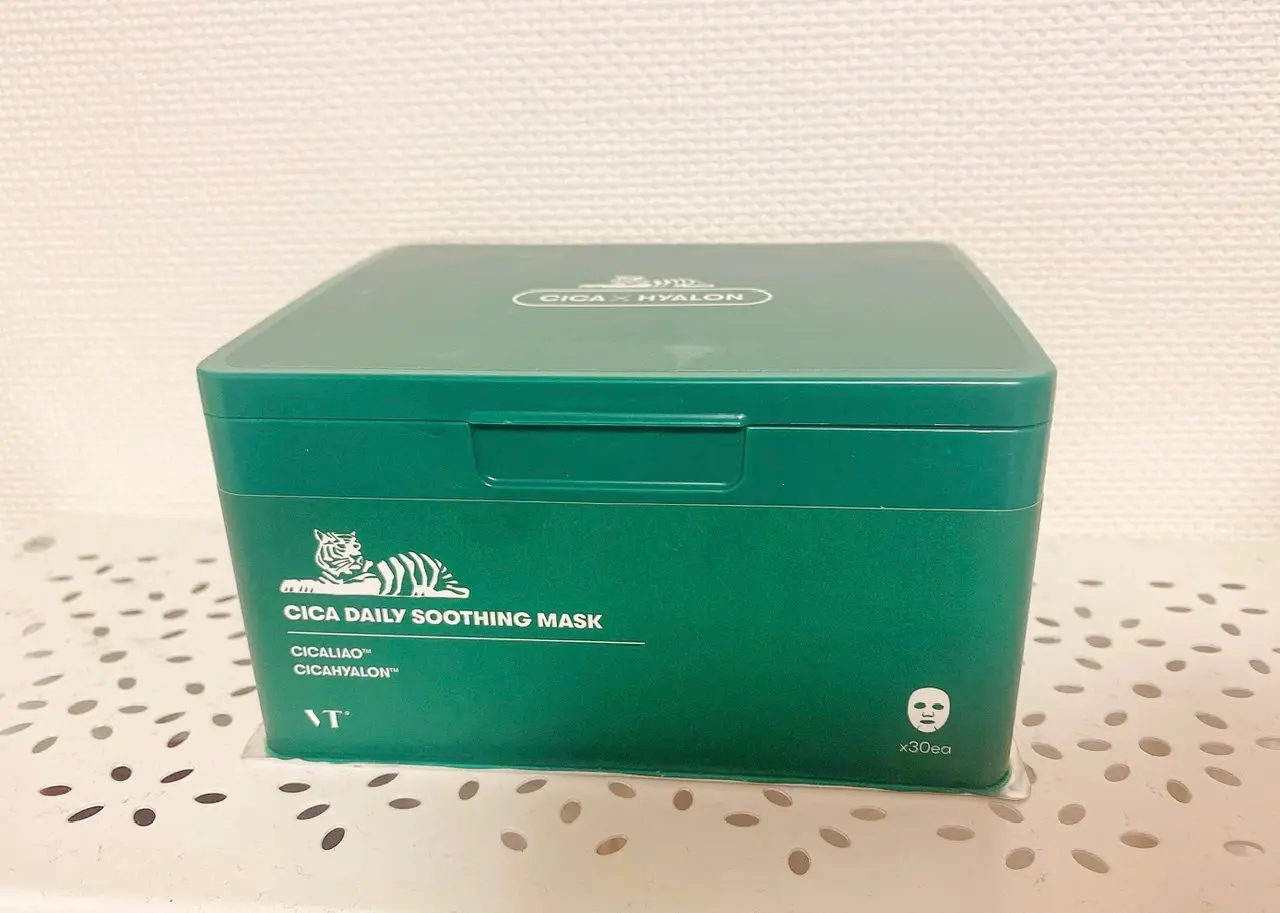 CICA X HYALON
CICA DAILY SOOTHING MASK
CICALIAO™
CICAHYALON™
VT®
x30ea